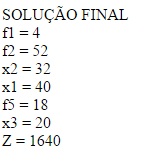 SOLUÇÃO FINAL
f1 = 4
f2 = 52
x2 = 32
x1 = 40
f5 = 18
x3 = 20
Z = 1640